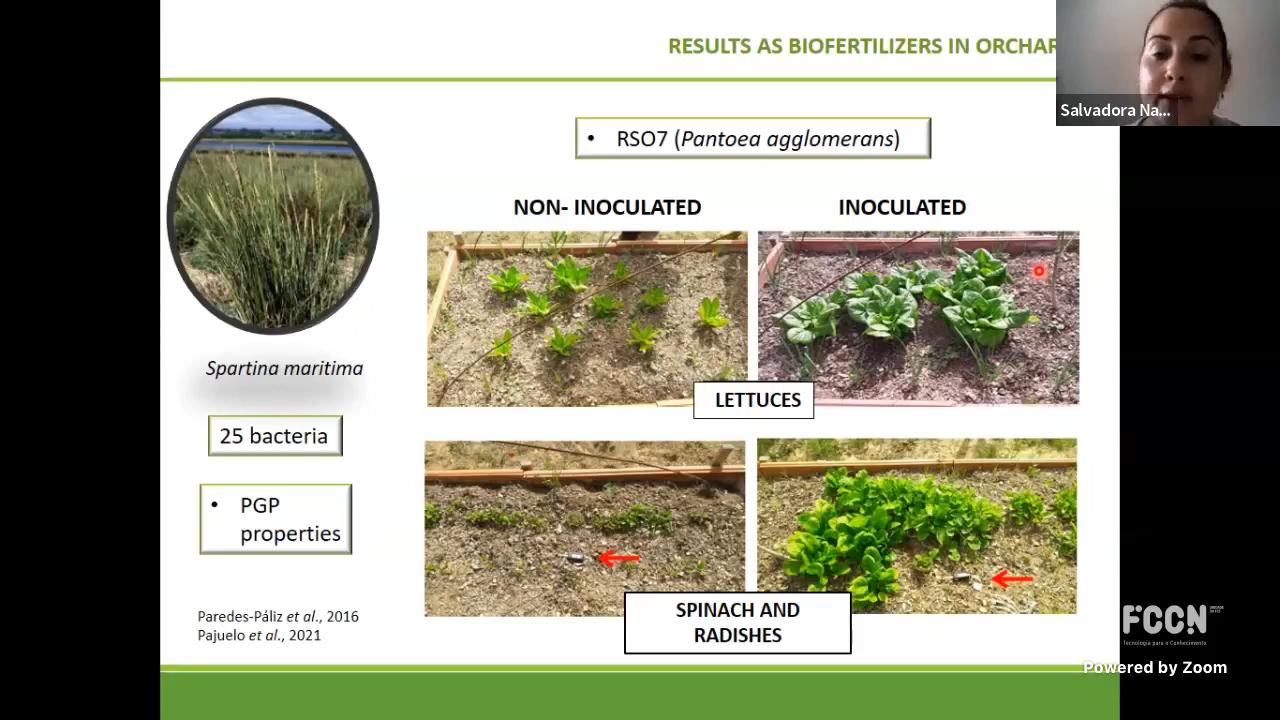 RESULTS AS BIOFERTILIZERS IN ORCHAR
Salvadora Na...
• RSO7 (Pantoea agglomerans)
NON- INOCULATED
INOCULATED
Spartina maritima
LETTUCES
25 bacteria
• PGP
properties
SPINACH AND
RADISHES
Paredes-Páliz et al., 2016
Pajuelo et al., 2021
FCCN
Tecnologia para o Conhecimento
Powered by Zoom